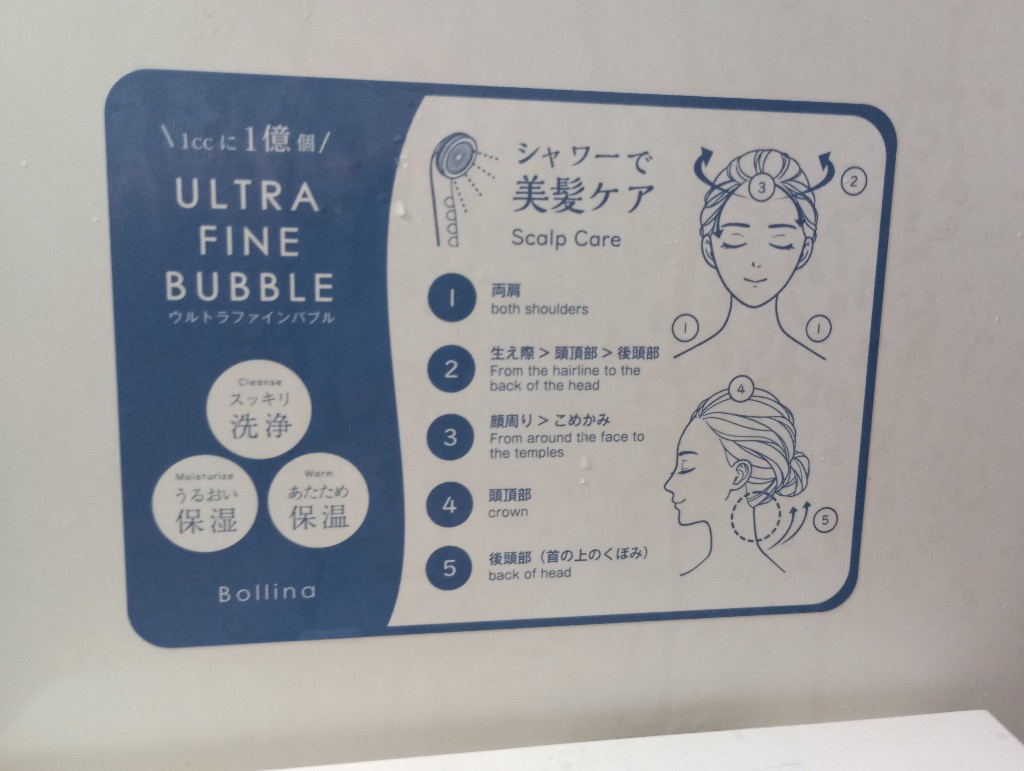 \ 1ccに1億個 /
ULTRA
FINE
BUBBLE
ウルトラファインバブル
Cleanse
スッキリ
洗浄
Moisturize
うるおい
保湿
Warm
あたため
保温
Bollina
シャワーで
美髪ケア
Scalp Care
1
両肩
both shoulders
2
生え際 > 頭頂部 > 後頭部
From the hairline to the
back of the head
3
顔周り > こめかみ
From around the face to
the temples
4
頭頂部
crown
5
後頭部（首の上のくぼみ）
back of head
3
2
1
1
4
5